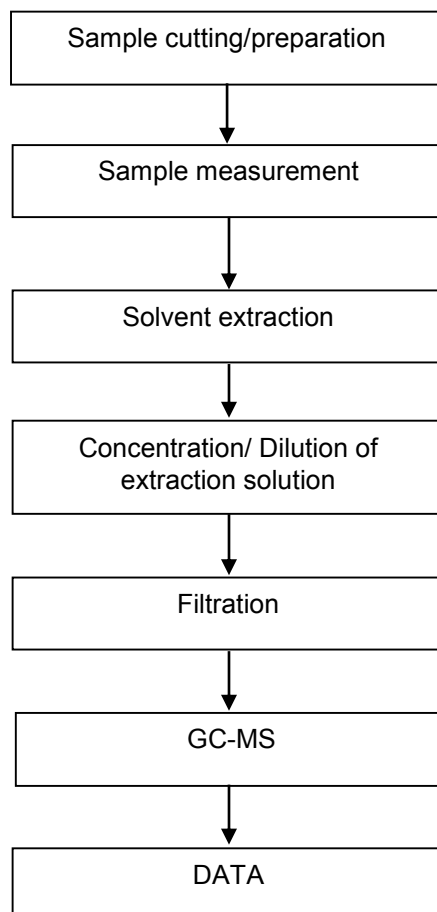 Sample cutting/preparation
Sample measurement
Solvent extraction
Concentration/ Dilution of
extraction solution
Filtration
GC-MS
DATA